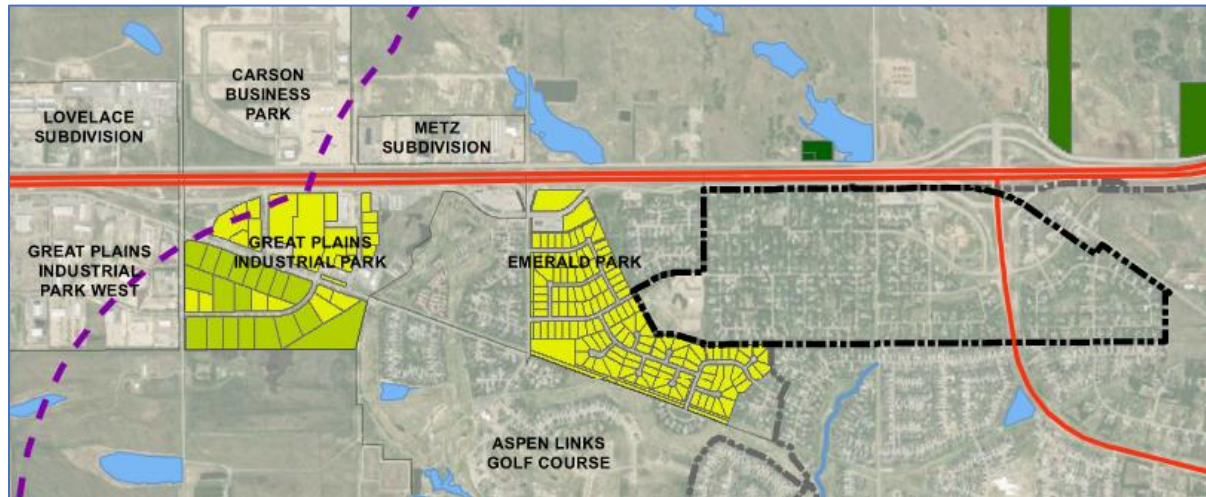 CARSON
BUSINESS
PARK
LOVELACE
SUBDIVISION
METZ
SUBDIVISION
GREAT PLAINS
INDUSTRIAL
PARK WEST
GREAT PLAINS
INDUSTRIAL PARK
EMERALD PARK
ASPEN LINKS
GOLF COURSE